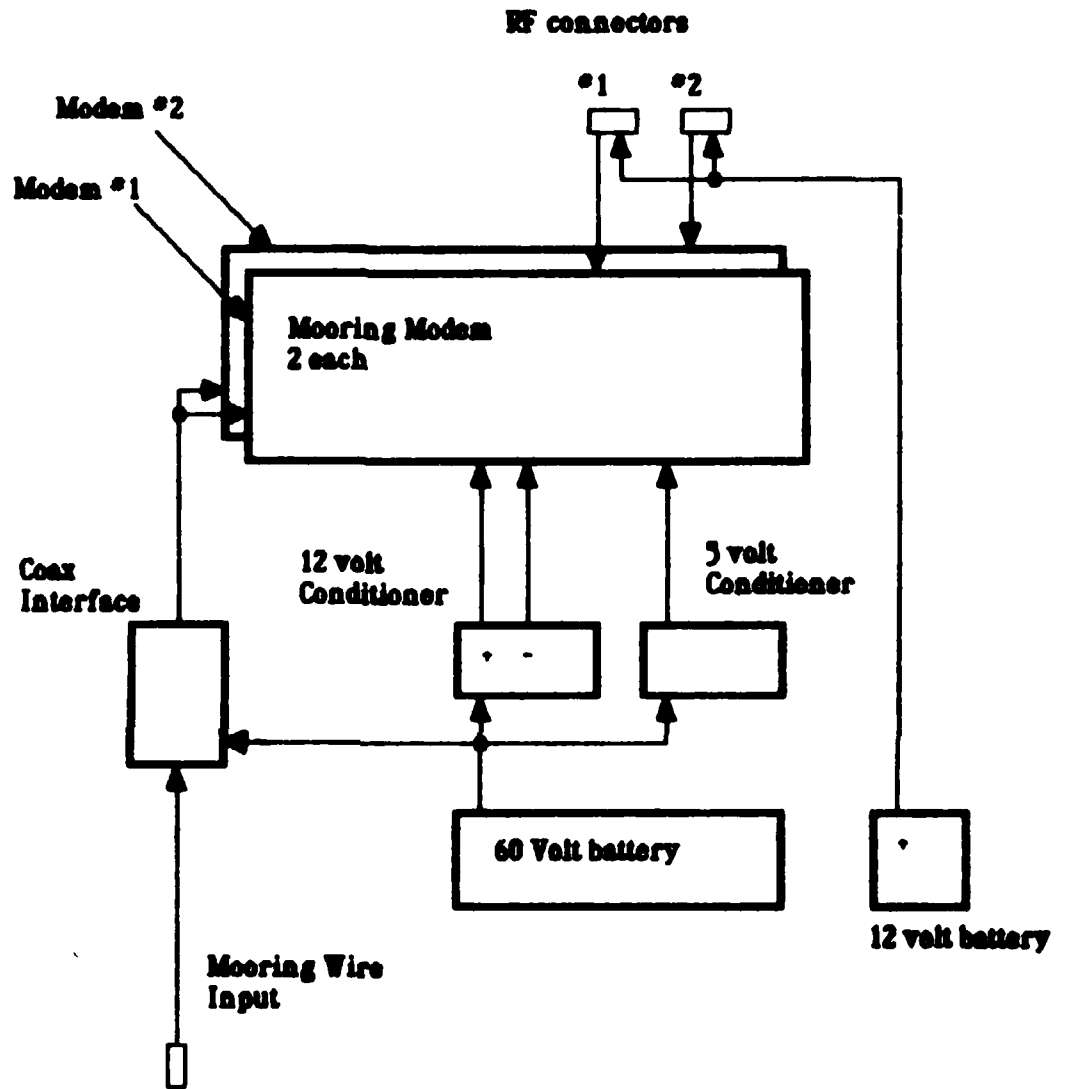 RF connectors
#1 #2
Modem #2
Modem #1
Mooring Modem
2 each
12 volt
Conditioner
5 volt
Conditioner
Coax
Interface
+ -
60 Volt battery
+
12 volt battery
Mooring Wire
Input